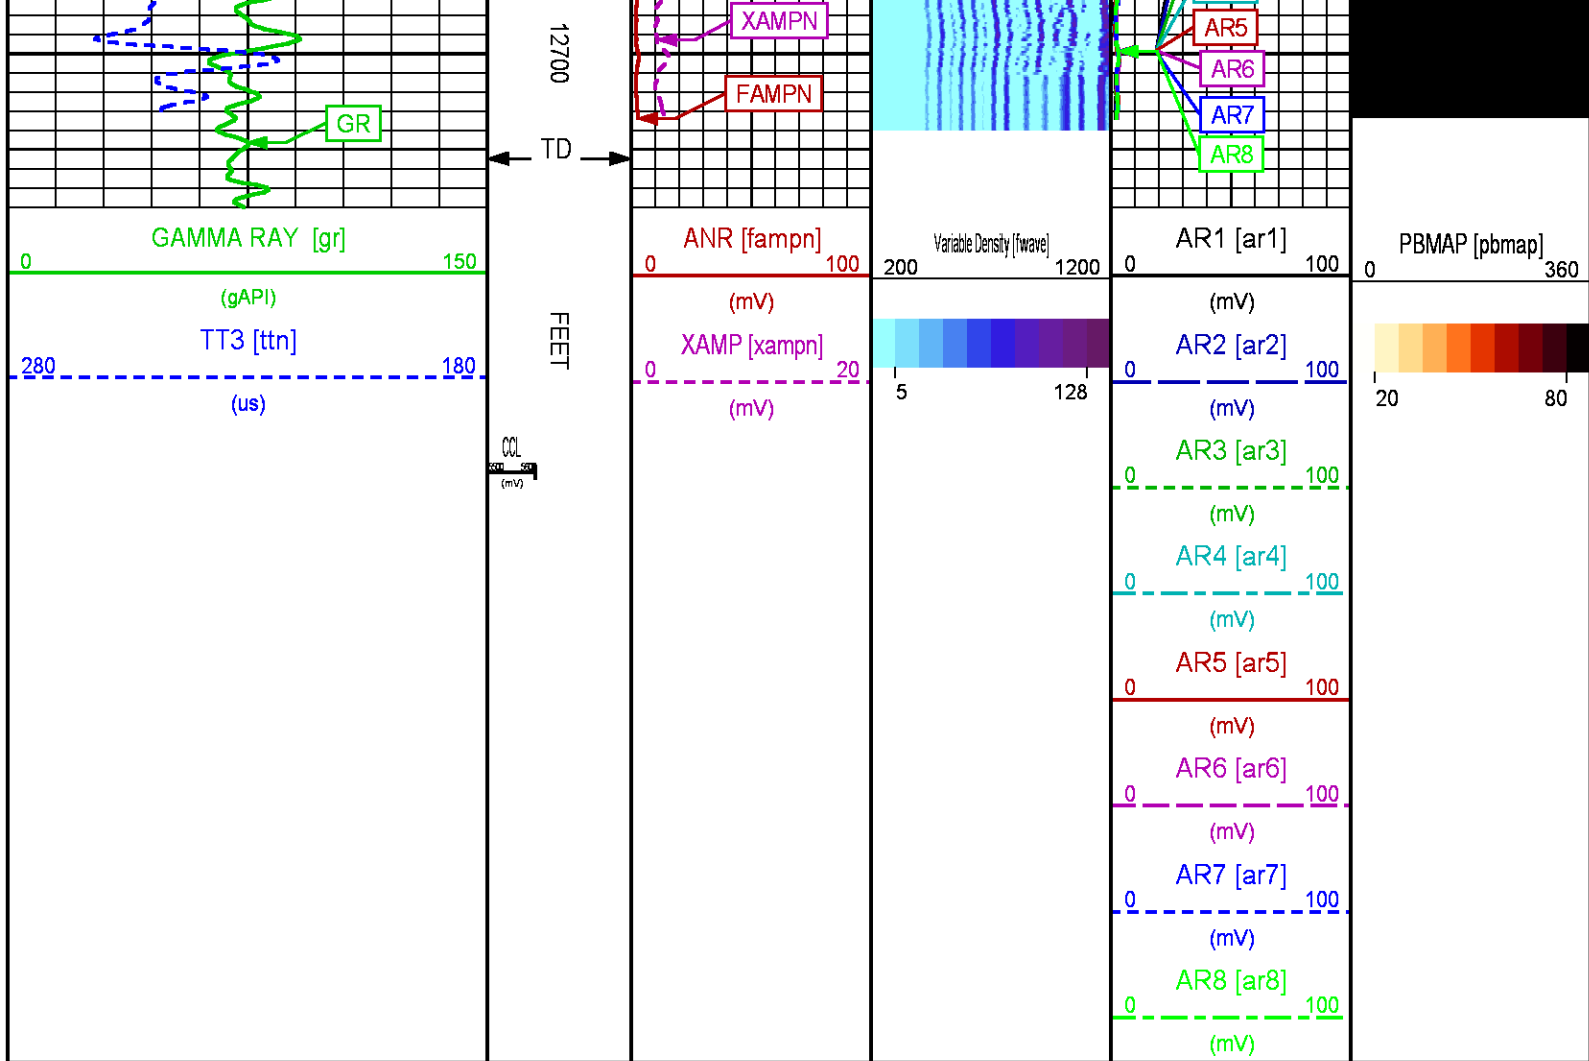 XAMPN
FAMPN
GR
12700
TD
AR5
AR6
AR7
AR8
GAMMA RAY [gr]
0 150
(gAPI)
TT3 [ttn]
280 180
(us)
FEET
CCL
(mV)
ANR [fampn]
0 100
(mV)
XAMP [xampn]
0 20
(mV)
Variable Density [fwave]
200 1200
5 128
AR1 [ar1]
0 100
(mV)
AR2 [ar2]
0 100
(mV)
AR3 [ar3]
0 100
(mV)
AR4 [ar4]
0 100
(mV)
AR5 [ar5]
0 100
(mV)
AR6 [ar6]
0 100
(mV)
AR7 [ar7]
0 100
(mV)
AR8 [ar8]
0 100
(mV)
PBMAP [pbmap]
0 360
20 80